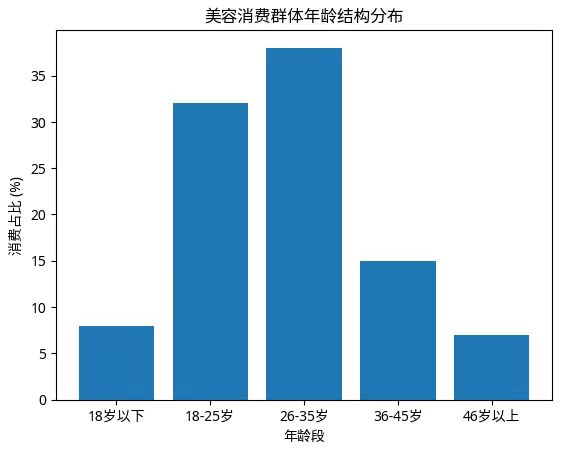 美容消费群体年龄结构分布
消费占比 (%)
35
30
25
20
15
10
5
0
18岁以下
18-25岁
26-35岁
36-45岁
46岁以上
年龄段